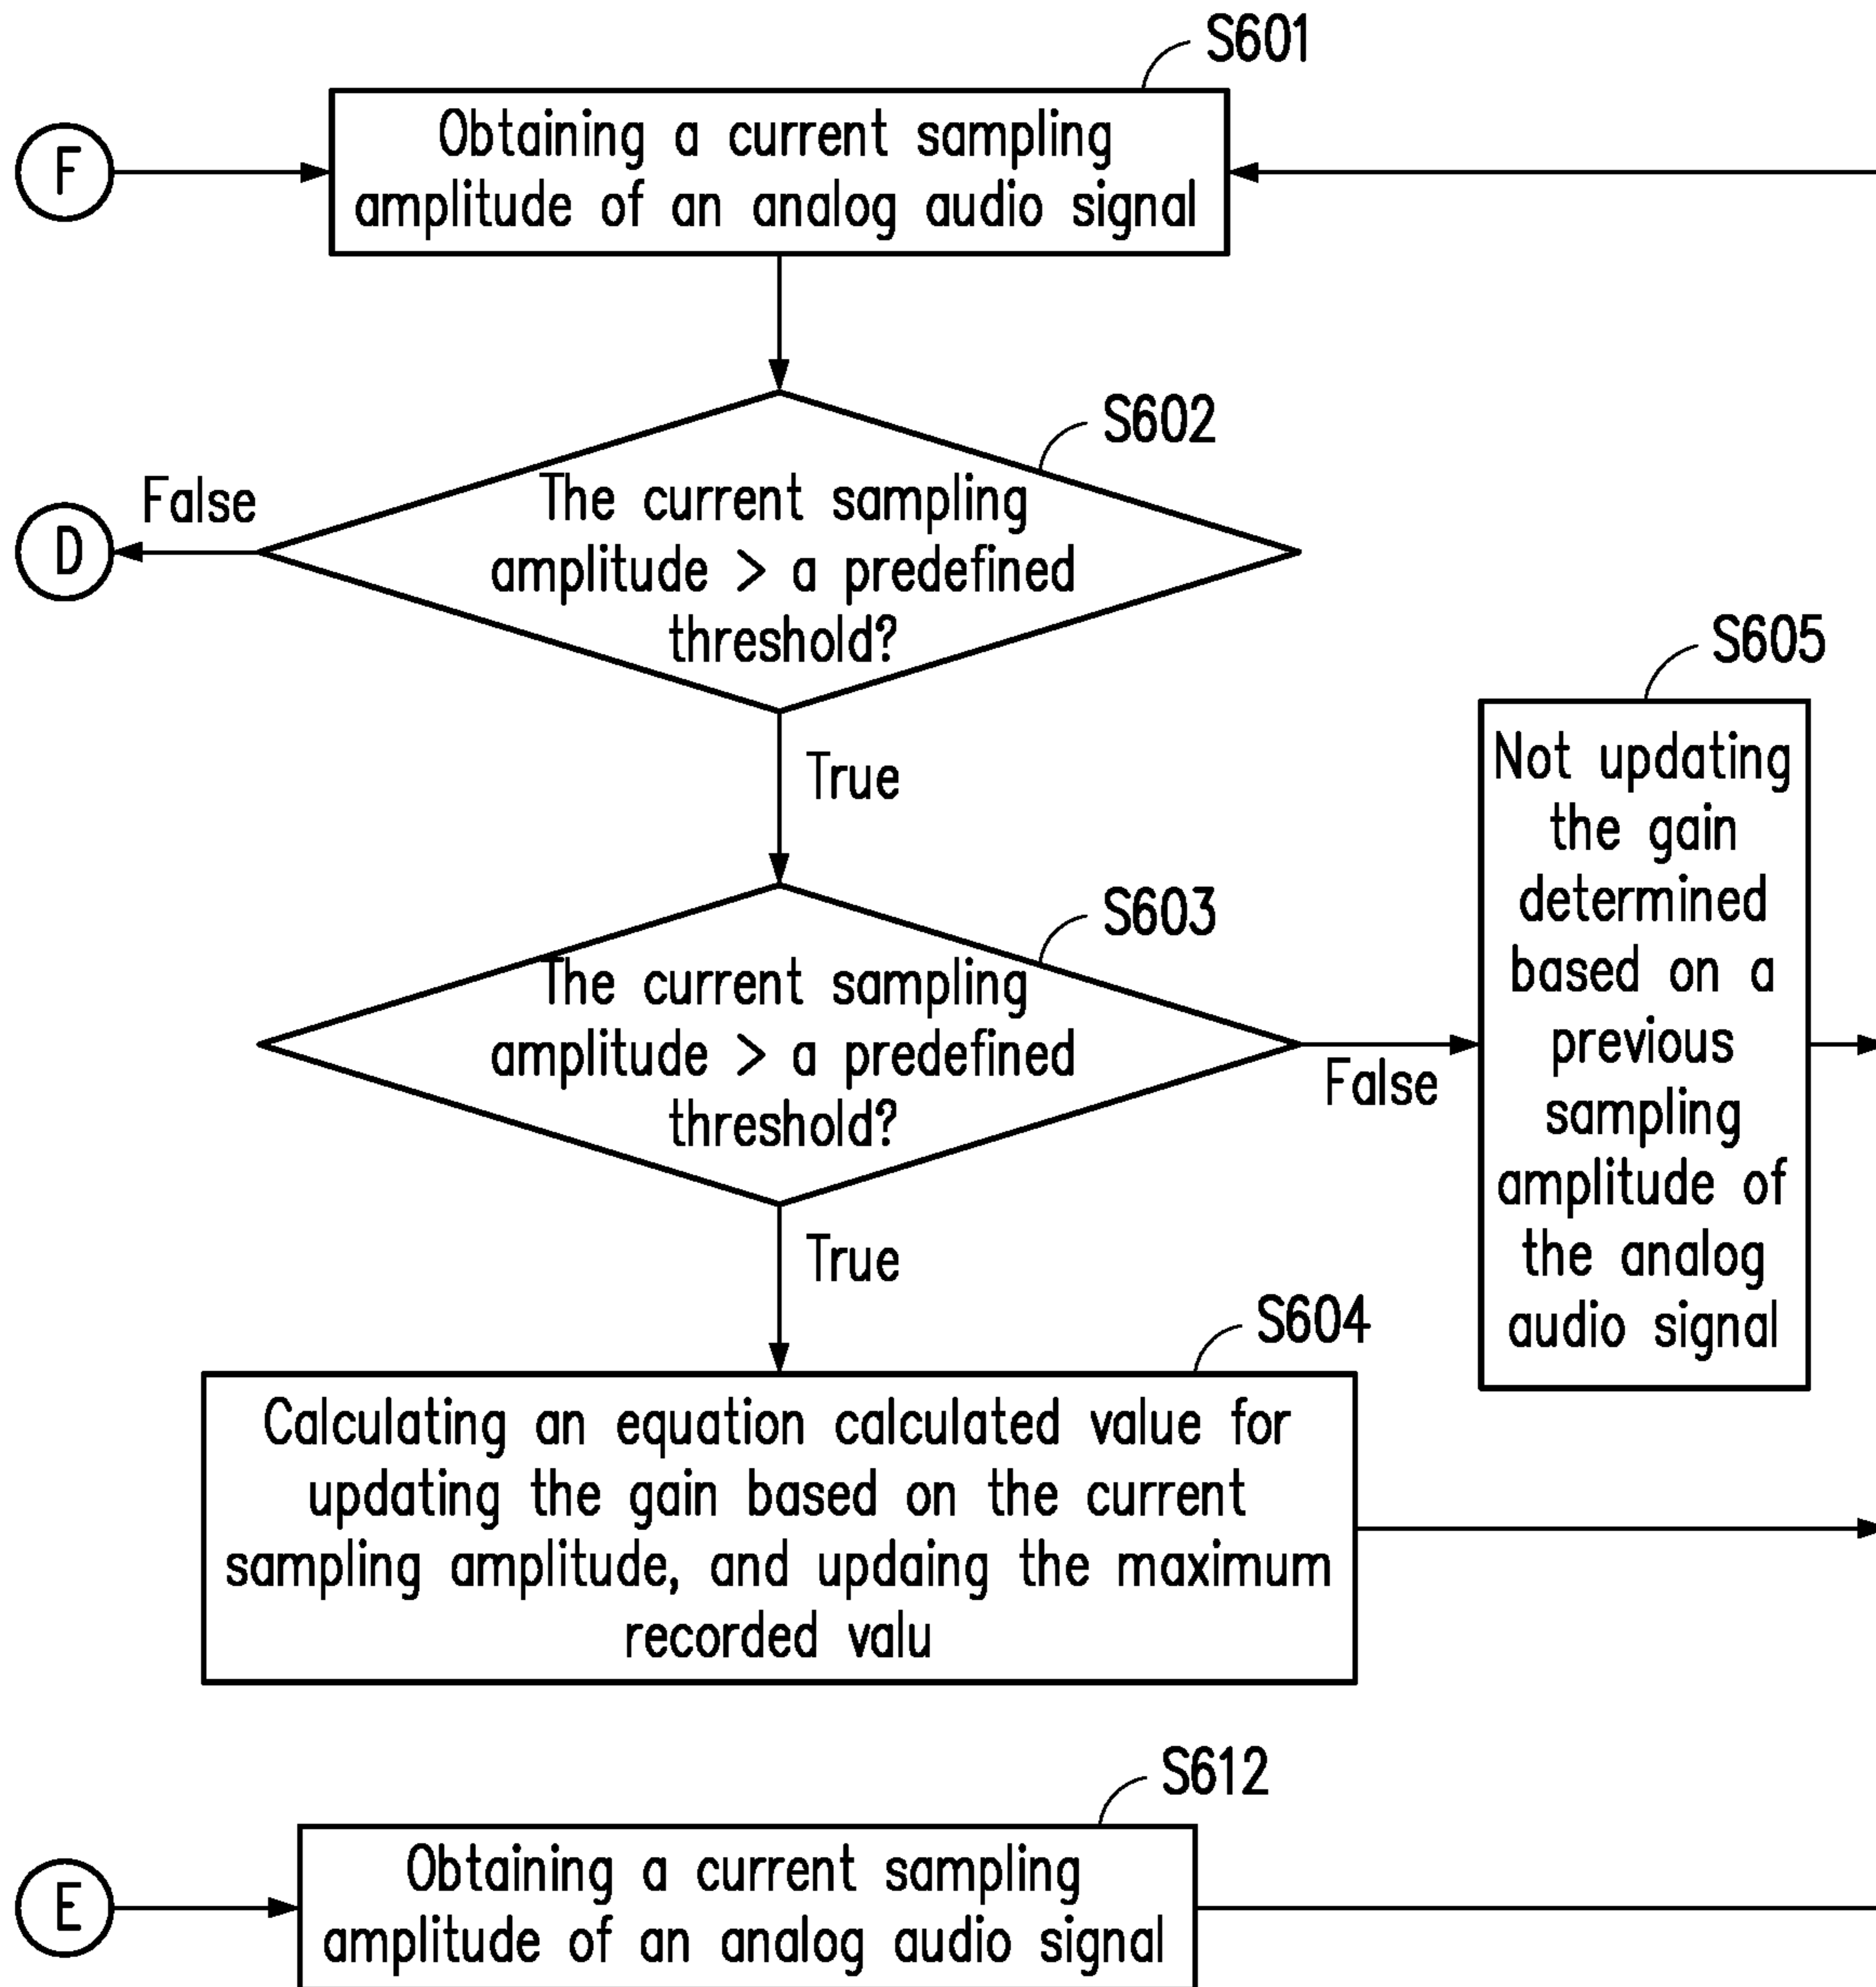 S601
F
Obtaining a current sampling
amplitude of an analog audio signal
S602
False
D
The current sampling
amplitude > a predefined
threshold?
True
S603
The current sampling
amplitude > a predefined
threshold?
False
True
S605
Not updating
the gain
determined
based on a
previous
sampling
amplitude of
the analog
audio signal
S604
Calculating an equation calculated value for
updating the gain based on the current
sampling amplitude, and updaing the maximum
recorded valu
S612
E
Obtaining a current sampling
amplitude of an analog audio signal